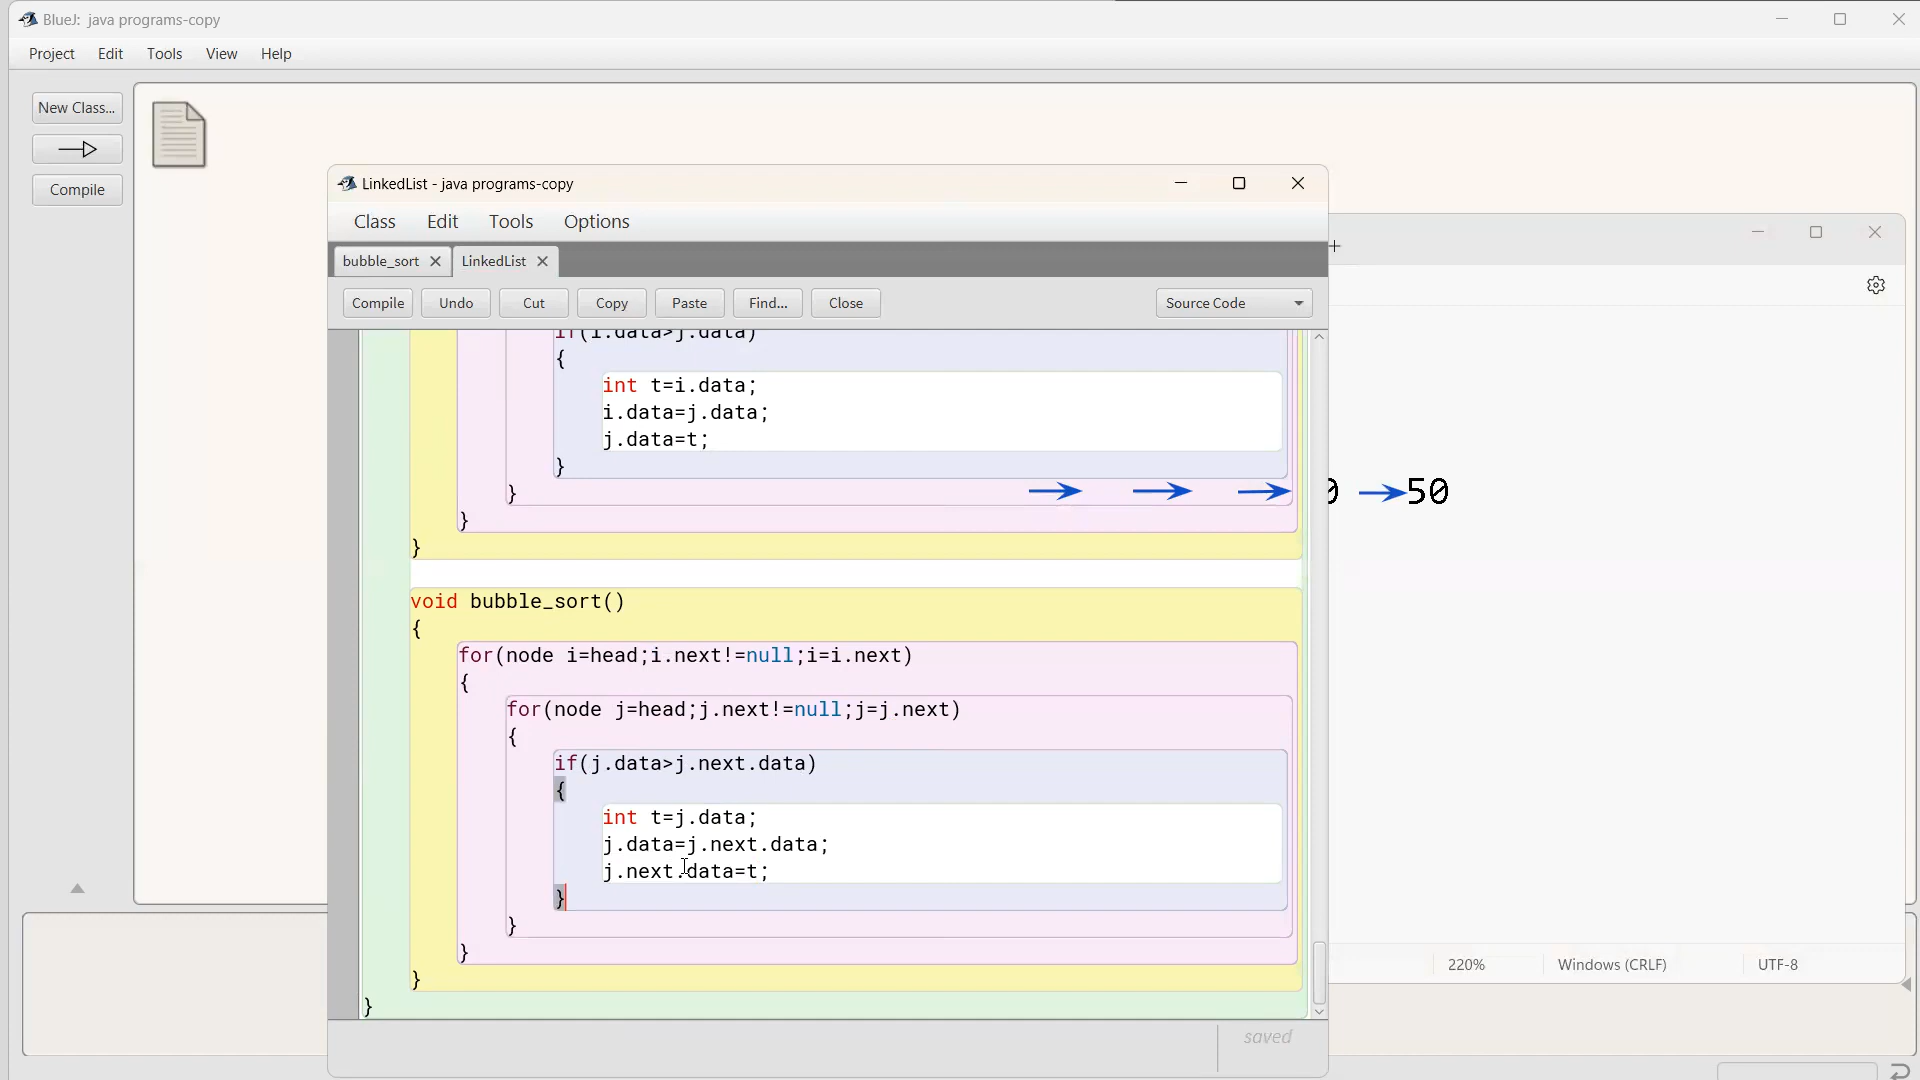 BlueJ: java programs-copy
Project Edit Tools View Help
New Class...
Compile
LinkedList - java programs-copy
Class Edit Tools Options
bubble_sort LinkedList
Compile Undo Cut Copy Paste Find... Close Source Code
if(i.data>j.data)
{
int t=i.data;
i.data=j.data;
j.data=t;
}
}
}
}
50
void bubble_sort()
{
for(node i=head;i.next!=null;i=i.next)
{
for(node j=head;j.next!=null;j=j.next)
{
if(j.data>j.next.data)
{
int t=j.data;
j.data=j.next.data;
j.next.data=t;
}
}
}
}
}
220% Windows (CRLF) UTF-8
saved